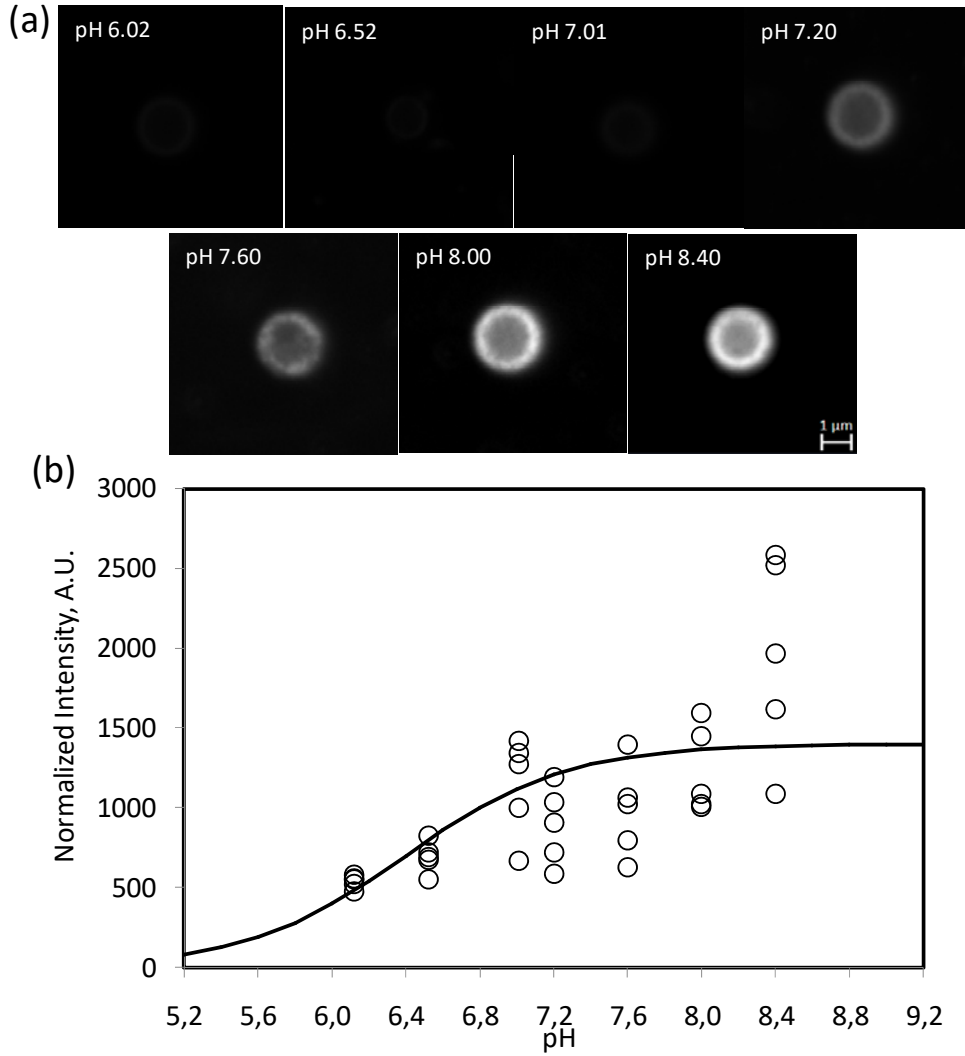 (a)
pH 6.02
pH 6.52
pH 7.01
pH 7.20
pH 7.60
pH 8.00
pH 8.40
1 µm
(b)
Normalized Intensity, A.U.
3000
2500
2000
1500
1000
500
0
5,2 5,6 6,0 6,4 6,8 7,2 7,6 8,0 8,4 8,8 9,2
pH